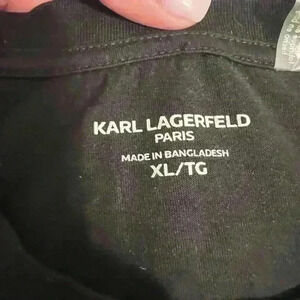 KARL LAGERFELD
PARIS
MADE IN BANGLADESH
XL/TG